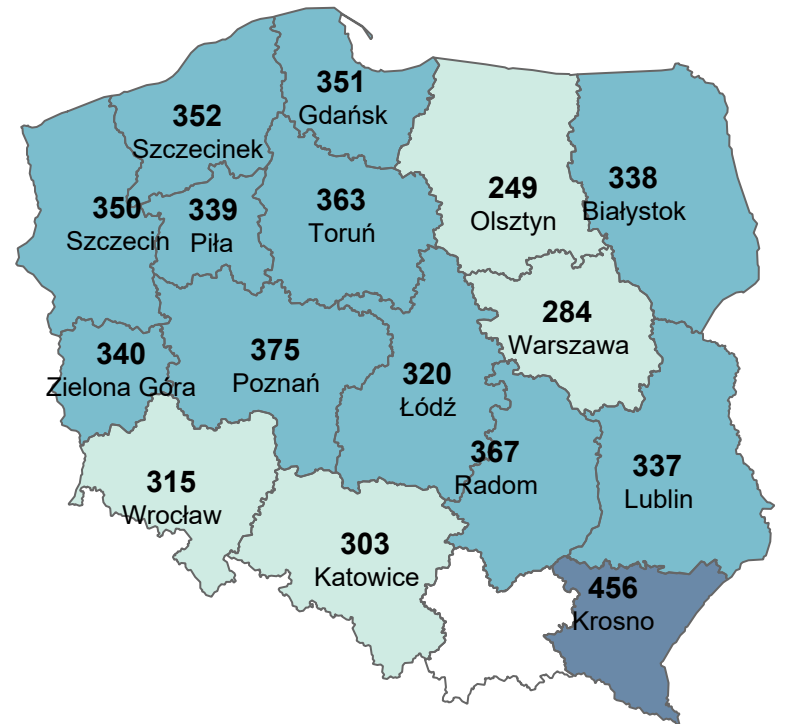 351
Gdańsk
352
Szczecinek
249
Olsztyn
338
Białystok
350
Szczecin
339
Piła
363
Toruń
284
Warszawa
340
Zielona Góra
375
Poznań
320
Łódź
367
Radom
337
Lublin
315
Wrocław
303
Katowice
456
Krosno